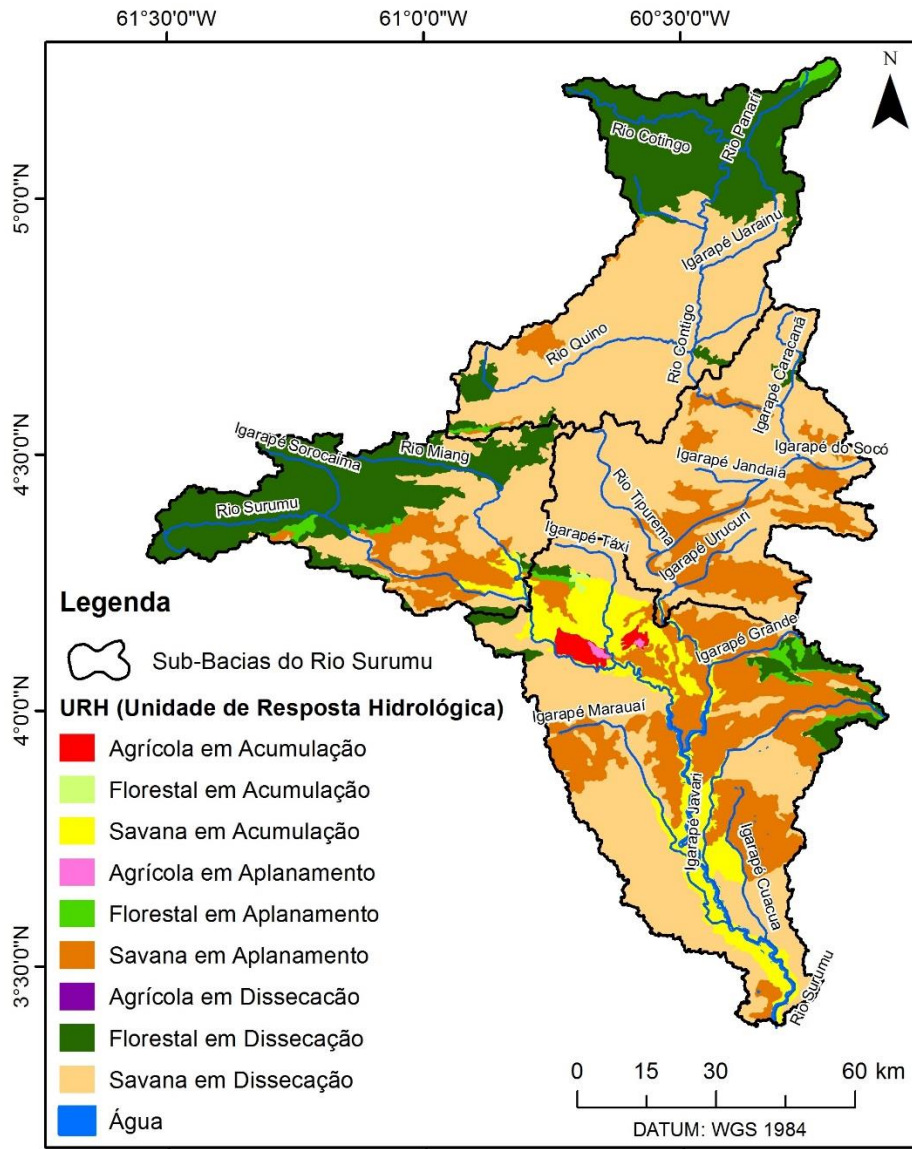 61°30'0"W
61°0'0"W
60°30'0"W
N
5°0'0"N
4°30'0"N
4°0'0"N
3°30'0"N
Rio Cotingo
Rio Panari
Igarapé Uarainu
Rio Quino
Rio Contigo
Igarapé Caracanã
Igarapé Sorocaima
Rio Miang
Igarapé do Socó
Igarapé Jandaia
Rio Surumu
Rio Tipurema
Igarapé Urucuri
Igarapé Táxi
Igarapé Grande
Igarapé Marauaí
Igarapé Javari
Igarapé Cuacua
Rio Surumu
Legenda
Sub-Bacias do Rio Surumu
URH (Unidade de Resposta Hidrológica)
Agrícola em Acumulação
Florestal em Acumulação
Savana em Acumulação
Agrícola em Aplanamento
Florestal em Aplanamento
Savana em Aplanamento
Agrícola em Dissecacão
Florestal em Dissecação
Savana em Dissecação
Água
0 15 30 60 km
DATUM: WGS 1984